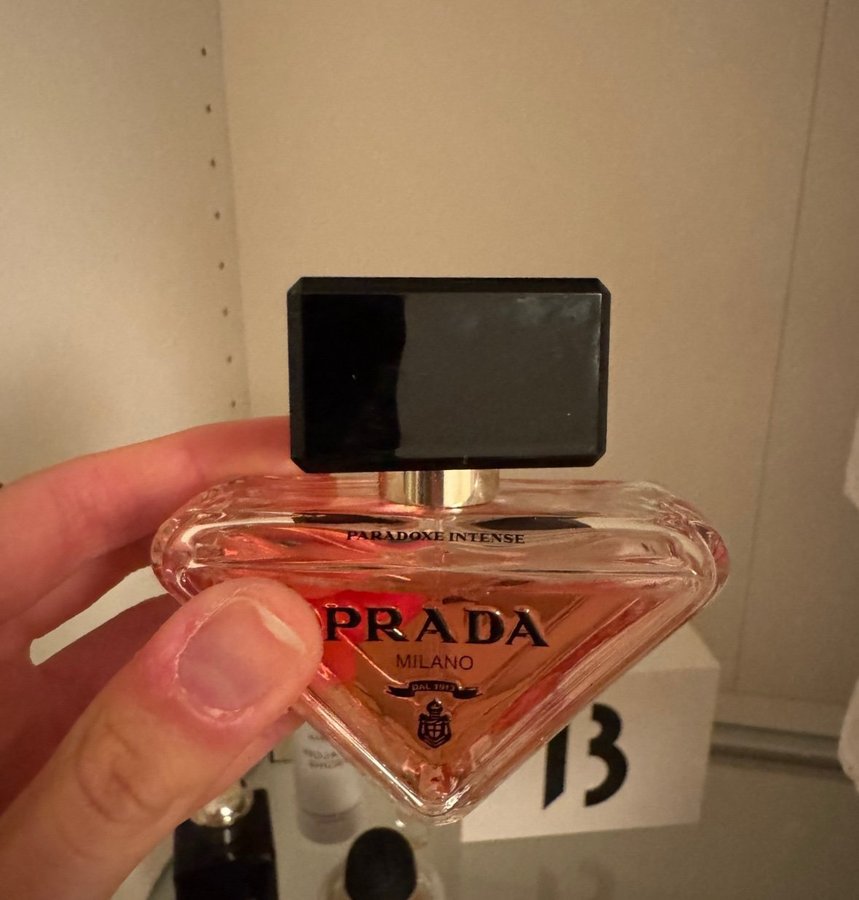 PARADOXE INTENSE
PRADA
MILANO
DAL 1913
13